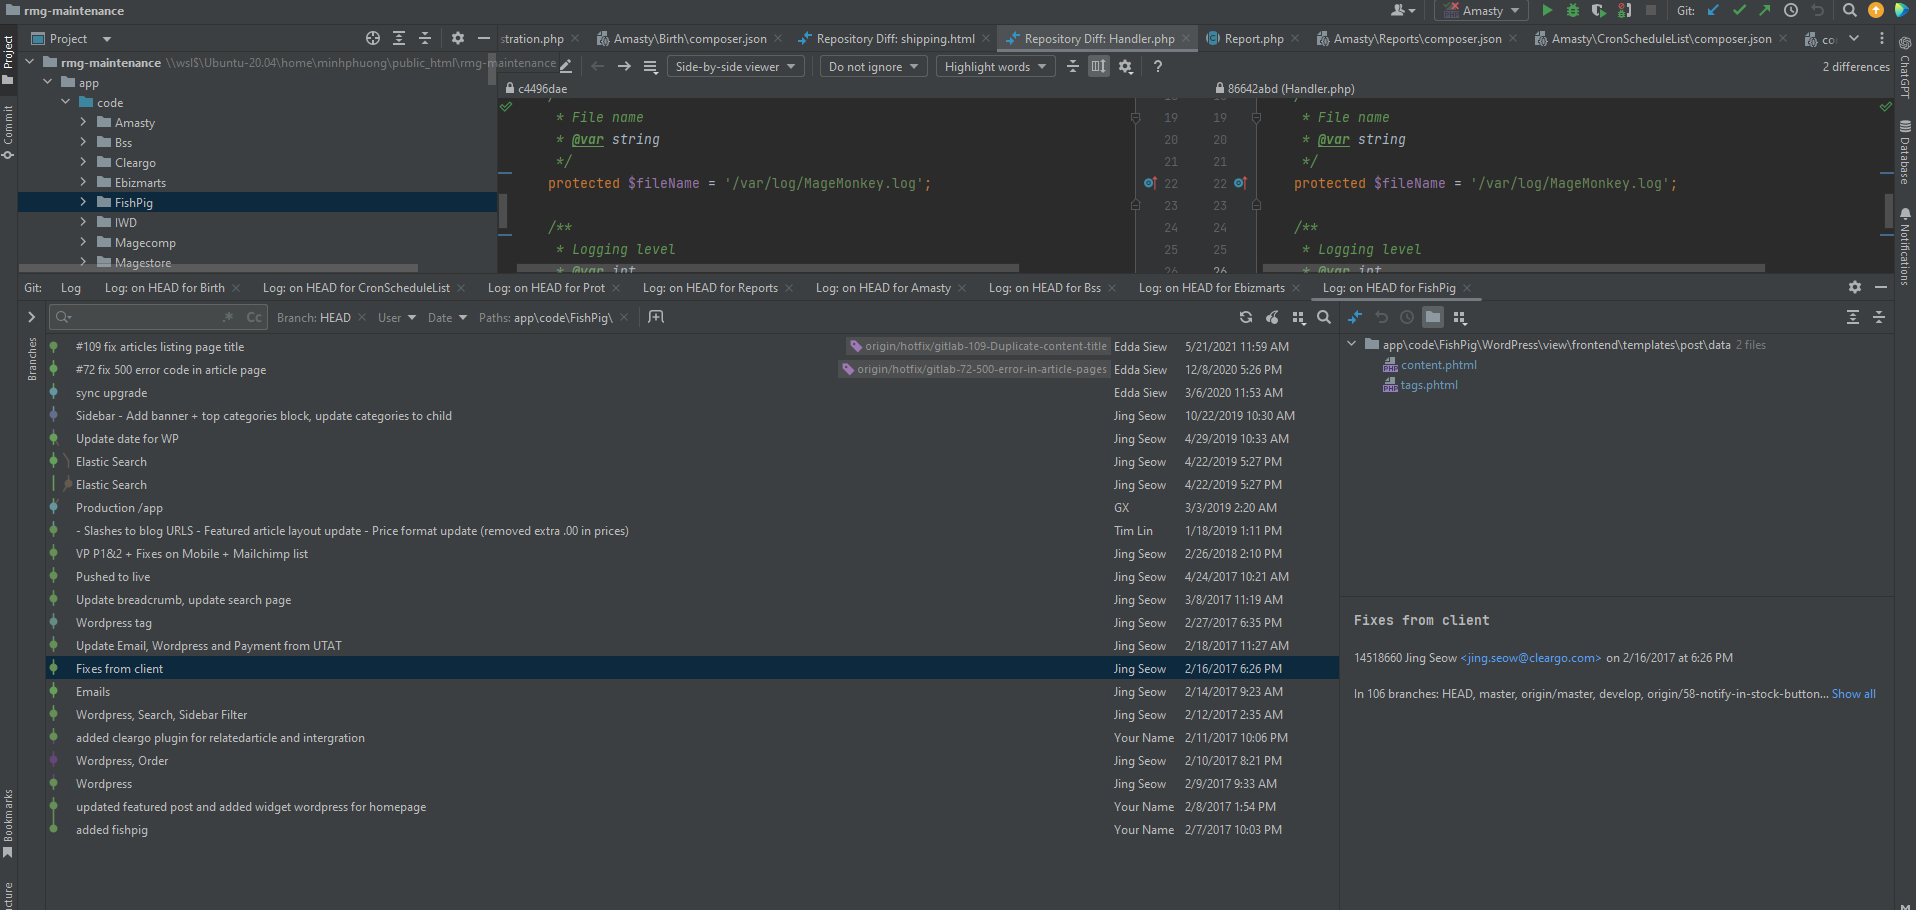 rmg-maintenance
Amasty
Git:
Project
stration.php
Amasty\Birth\composer.json
Repository Diff: shipping.html
Repository Diff: Handler.php
Report.php
Amasty\Reports\composer.json
Amasty\CronScheduleList\composer.json
co
rmg-maintenance \\wsl$\Ubuntu-20.04\home\minhphuong\public_html\rmg-maintenance
Side-by-side viewer
Do not ignore
Highlight words
?
2 differences
app
code
Amasty
Bss
Cleargo
Ebizmarts
FishPig
IWD
Magecomp
Magestore
c4496dae
86642abd (Handler.php)
* File name 19 19 * File name
* @var string 20 20 * @var string
*/ 21 21 */
protected $fileName = '/var/log/MageMonkey.log'; 22 22 protected $fileName = '/var/log/MageMonkey.log';
23 23
/** 24 24 /**
* Logging level 25 25 * Logging level
* @var int 26 26 * @var int
Project
Commit
ChatGPT
Database
Notifications
Git:
Log
Log: on HEAD for Birth
Log: on HEAD for CronScheduleList
Log: on HEAD for Prot
Log: on HEAD for Reports
Log: on HEAD for Amasty
Log: on HEAD for Bss
Log: on HEAD for Ebizmarts
Log: on HEAD for FishPig
.* Cc
Branch: HEAD
User
Date
Paths: app\code\FishPig\
Branches
#109 fix articles listing page title origin/hotfix/gitlab-109-Duplicate-content-title Edda Siew 5/21/2021 11:59 AM
#72 fix 500 error code in article page origin/hotfix/gitlab-72-500-error-in-article-pages Edda Siew 12/8/2020 5:26 PM
sync upgrade Edda Siew 3/6/2020 11:53 AM
Sidebar - Add banner + top categories block, update categories to child Jing Seow 10/22/2019 10:30 AM
Update date for WP Jing Seow 4/29/2019 10:33 AM
Elastic Search Jing Seow 4/22/2019 5:27 PM
Elastic Search Jing Seow 4/22/2019 5:27 PM
Production /app GX 3/3/2019 2:20 AM
- Slashes to blog URLS - Featured article layout update - Price format update (removed extra .00 in prices) Tim Lin 1/18/2019 1:11 PM
VP P1&2 + Fixes on Mobile + Mailchimp list Jing Seow 2/26/2018 2:10 PM
Pushed to live Jing Seow 4/24/2017 10:21 AM
Update breadcrumb, update search page Jing Seow 3/8/2017 11:19 AM
Wordpress tag Jing Seow 2/27/2017 6:35 PM
Update Email, Wordpress and Payment from UTAT Jing Seow 2/18/2017 11:27 AM
Fixes from client Jing Seow 2/16/2017 6:26 PM
Emails Jing Seow 2/14/2017 9:23 AM
Wordpress, Search, Sidebar Filter Jing Seow 2/12/2017 2:35 AM
added cleargo plugin for relatedarticle and intergration Your Name 2/11/2017 10:06 PM
Wordpress, Order Jing Seow 2/10/2017 8:21 PM
Wordpress Jing Seow 2/9/2017 9:33 AM
updated featured post and added widget wordpress for homepage Your Name 2/8/2017 1:54 PM
added fishpig Your Name 2/7/2017 10:03 PM
app\code\FishPig\WordPress\view\frontend\templates\post\data 2 files
content.phtml
tags.phtml
Fixes from client
14518660 Jing Seow <jing.seow@cleargo.com> on 2/16/2017 at 6:26 PM
In 106 branches: HEAD, master, origin/master, develop, origin/58-notify-in-stock-button... Show all
Bookmarks
cture